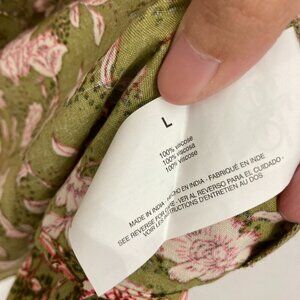 L
100% viscose
100% viscosa
100% viscose
MADE IN INDIA - HECHO EN INDIA - FABRIQUÉ EN INDE
SEE REVERSE FOR CARE - VER AL REVERSO PARA EL CUIDADO -
VOIR LES INSTRUCTIONS D'ENTRETIEN AU DOS